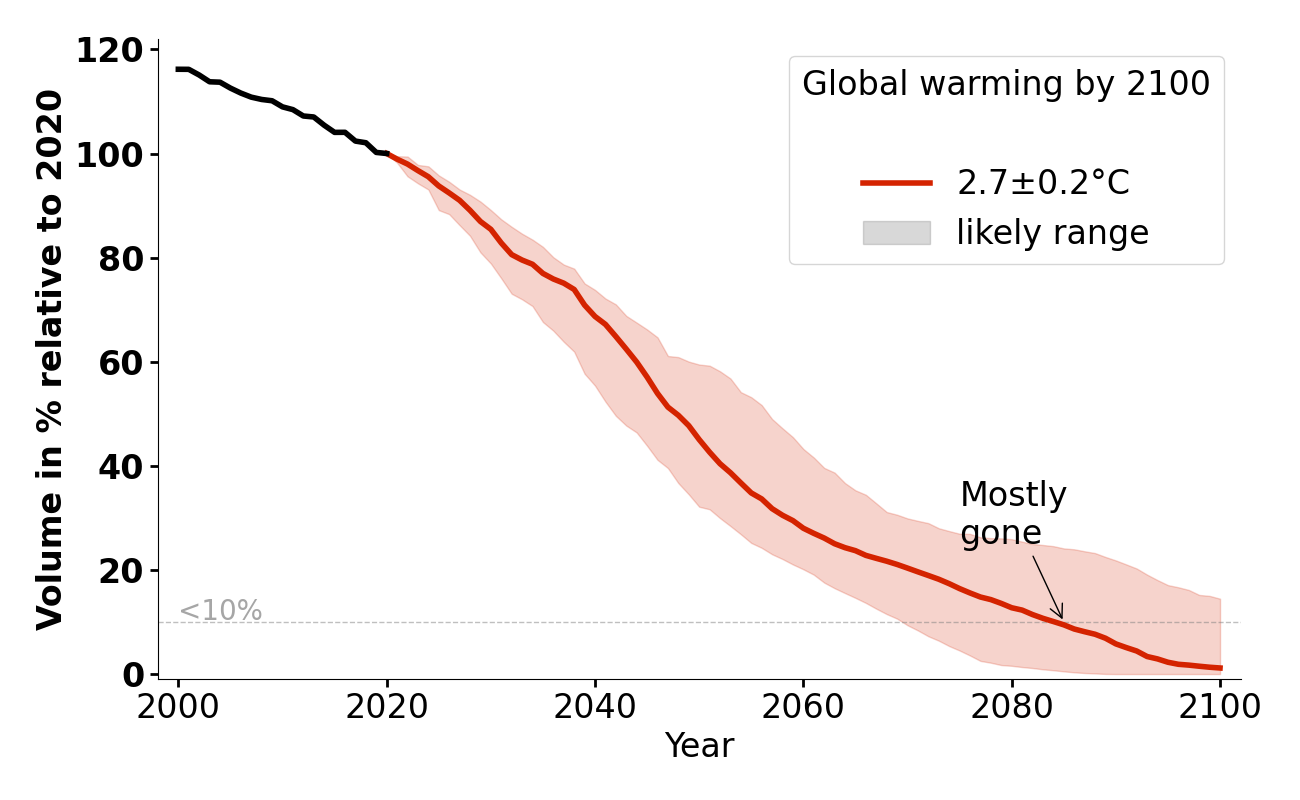 Volume in % relative to 2020
120
100
80
60
40
20
0
Global warming by 2100
2.7±0.2°C
likely range
Mostly
gone
<10%
2000 2020 2040 2060 2080 2100
Year